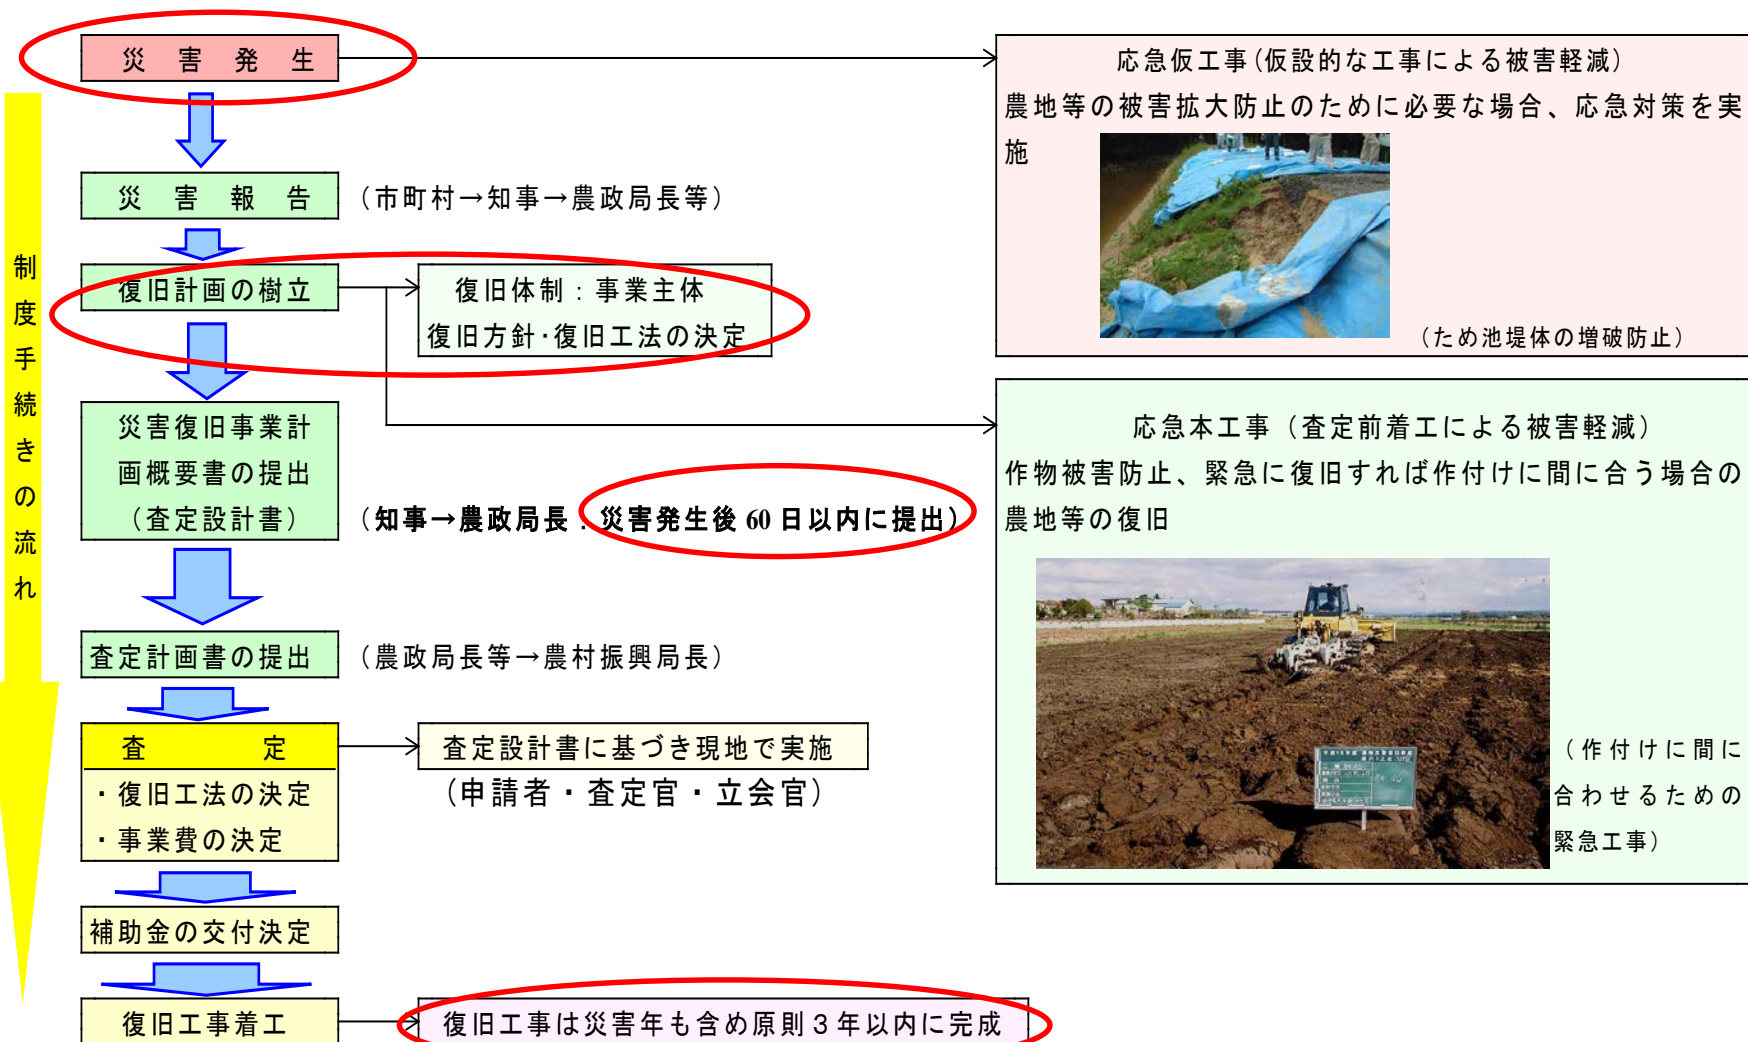 制度手続きの流れ
災害発生
災害報告
（市町村→知事→農政局長等）
復旧計画の樹立
復旧体制：事業主体
復旧方針・復旧工法の決定
災害復旧事業計
画概要書の提出
（査定設計書）
（知事→農政局長：災害発生後60日以内に提出）
査定計画書の提出
（農政局長等→農村振興局長）
査定
・復旧工法の決定
・事業費の決定
査定設計書に基づき現地で実施
（申請者・査定官・立会官）
補助金の交付決定
復旧工事着工
復旧工事は災害年も含め原則３年以内に完成
応急仮工事(仮設的な工事による被害軽減）
農地等の被害拡大防止のために必要な場合、応急対策を実
施
（ため池堤体の増破防止）
応急本工事（査定前着工による被害軽減）
作物被害防止、緊急に復旧すれば作付けに間に合う場合の
農地等の復旧
（作付けに間に
合わせるための
緊急工事）